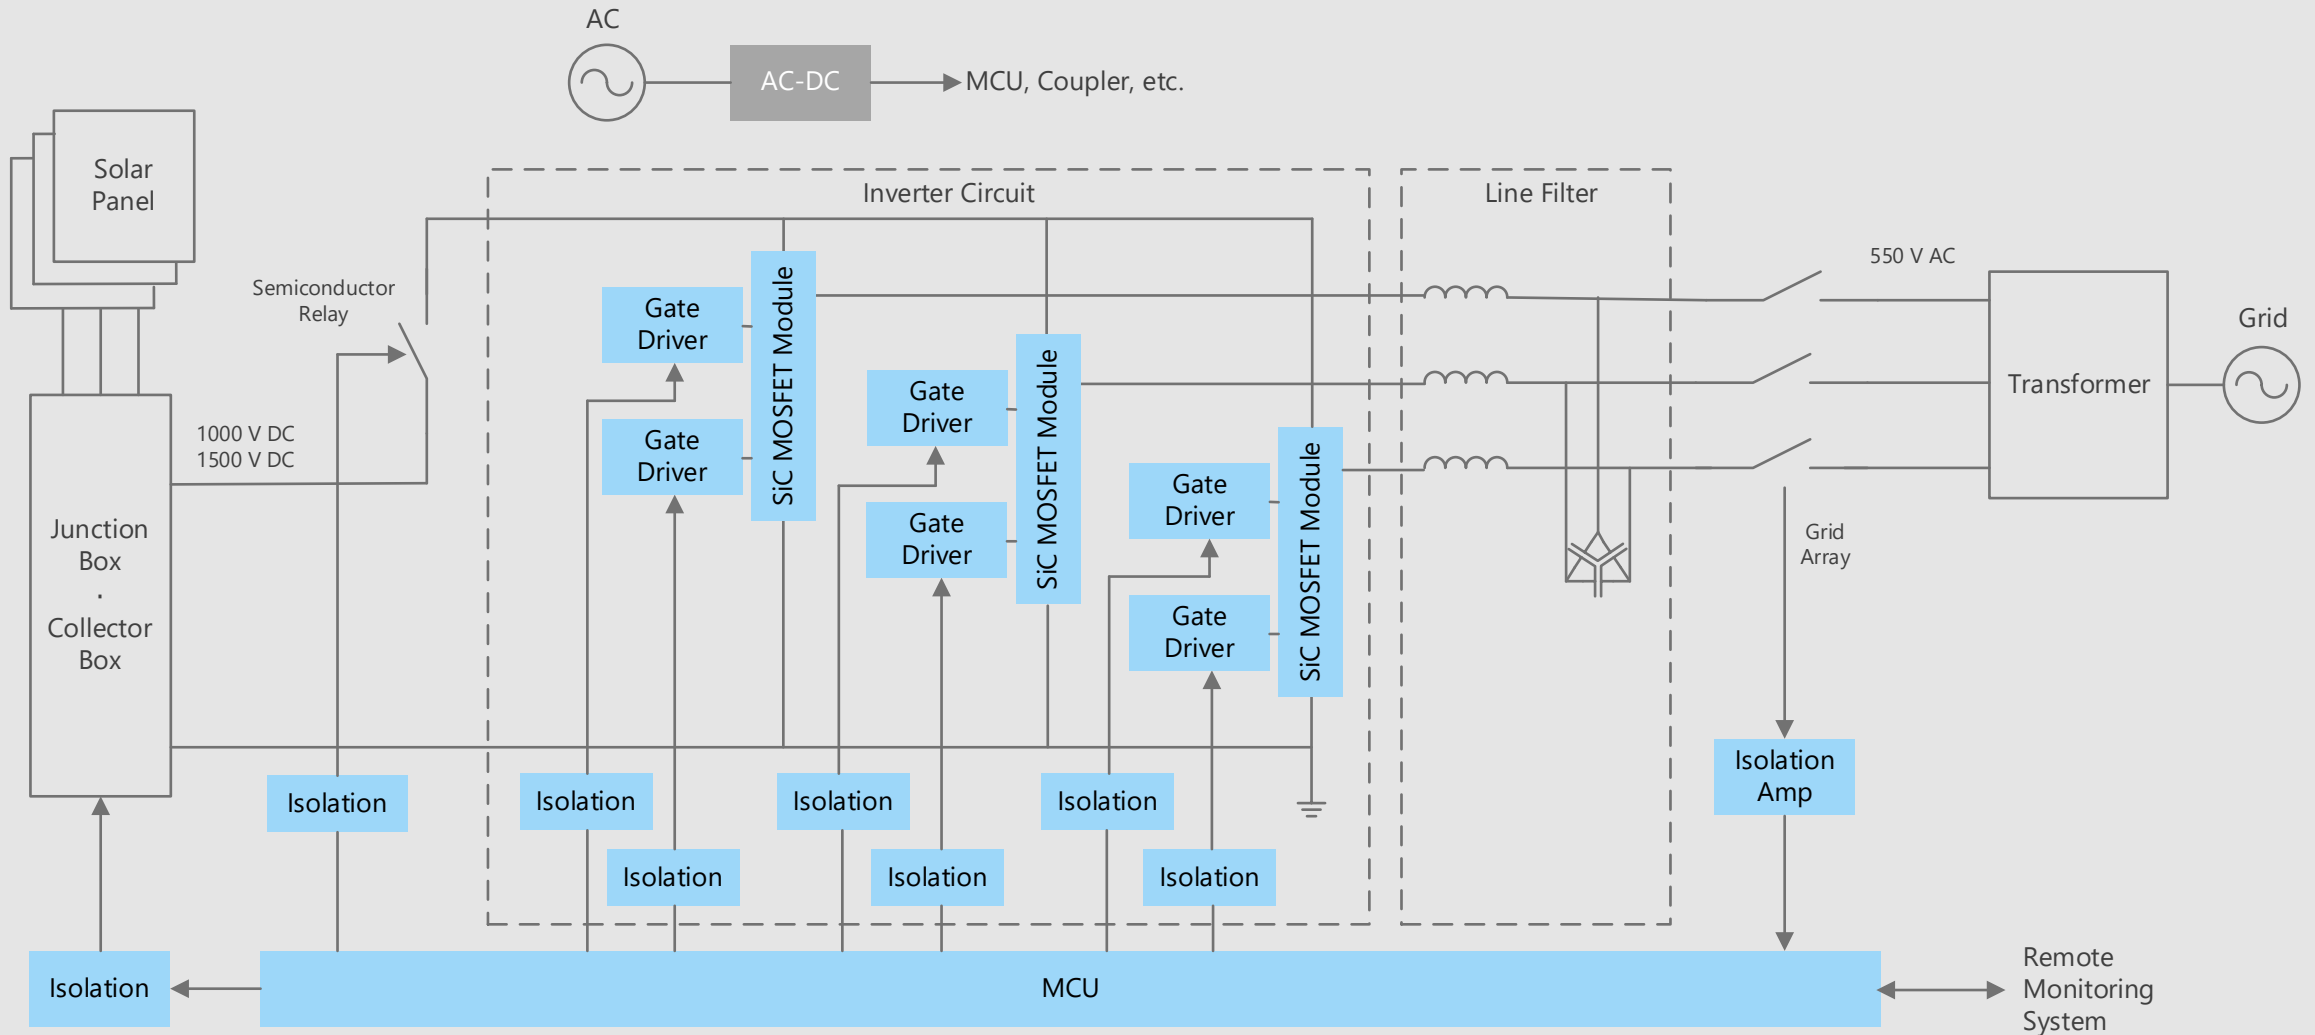 AC
AC-DC
MCU, Coupler, etc.
Solar
Panel
Inverter Circuit
Line Filter
550 V AC
Semiconductor
Relay
Gate
Driver
SiC MOSFET Module
Gate
Driver
SiC MOSFET Module
Grid
Transformer
1000 V DC
1500 V DC
Gate
Driver
Gate
Driver
SiC MOSFET Module
Gate
Driver
Gate
Driver
Junction
Box
·
Collector
Box
Grid
Array
Isolation
Amp
Isolation
Isolation
Isolation
Isolation
Isolation
Isolation
Isolation
Isolation
MCU
Remote
Monitoring
System